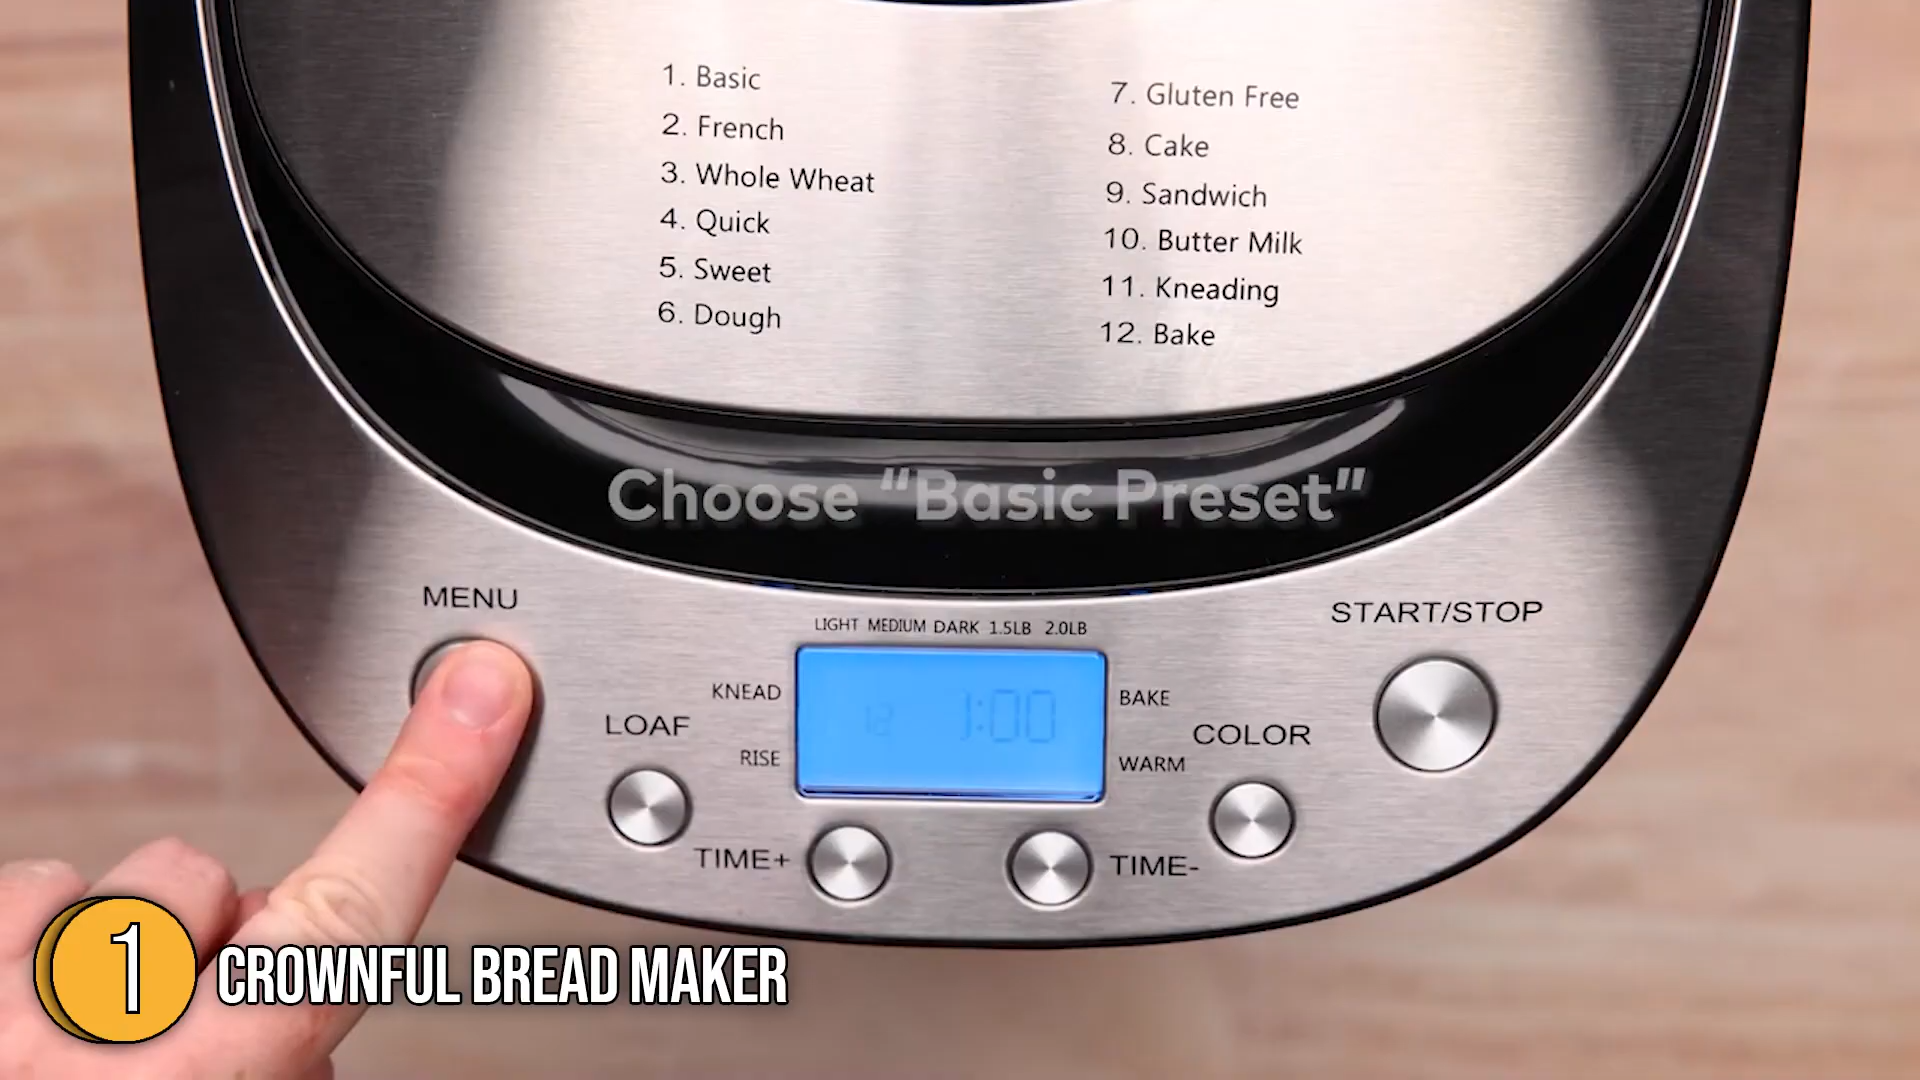 1. Basic
2. French
3. Whole Wheat
4. Quick
5. Sweet
6. Dough
7. Gluten Free
8. Cake
9. Sandwich
10. Butter Milk
11. Kneading
12. Bake
Choose “Basic Preset”
MENU
LIGHT MEDIUM DARK 1.5LB 2.0LB
START/STOP
KNEAD
BAKE
12 1:00
LOAF
COLOR
RISE
WARM
TIME+
TIME-
1
CROWNFUL BREAD MAKER